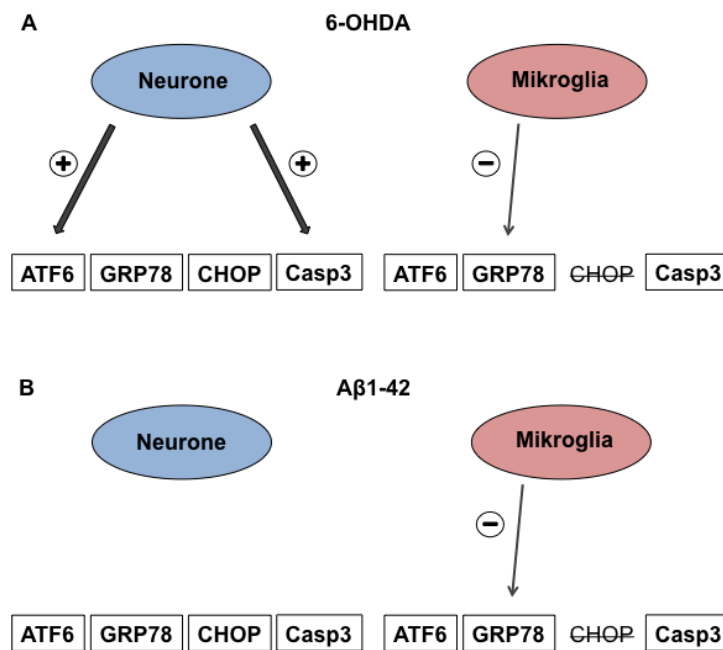 A 6-OHDA
Neurone Mikroglia
+ + −
ATF6 GRP78 CHOP Casp3 ATF6 GRP78 CHOP Casp3
B Aβ1-42
Neurone Mikroglia
−
ATF6 GRP78 CHOP Casp3 ATF6 GRP78 CHOP Casp3